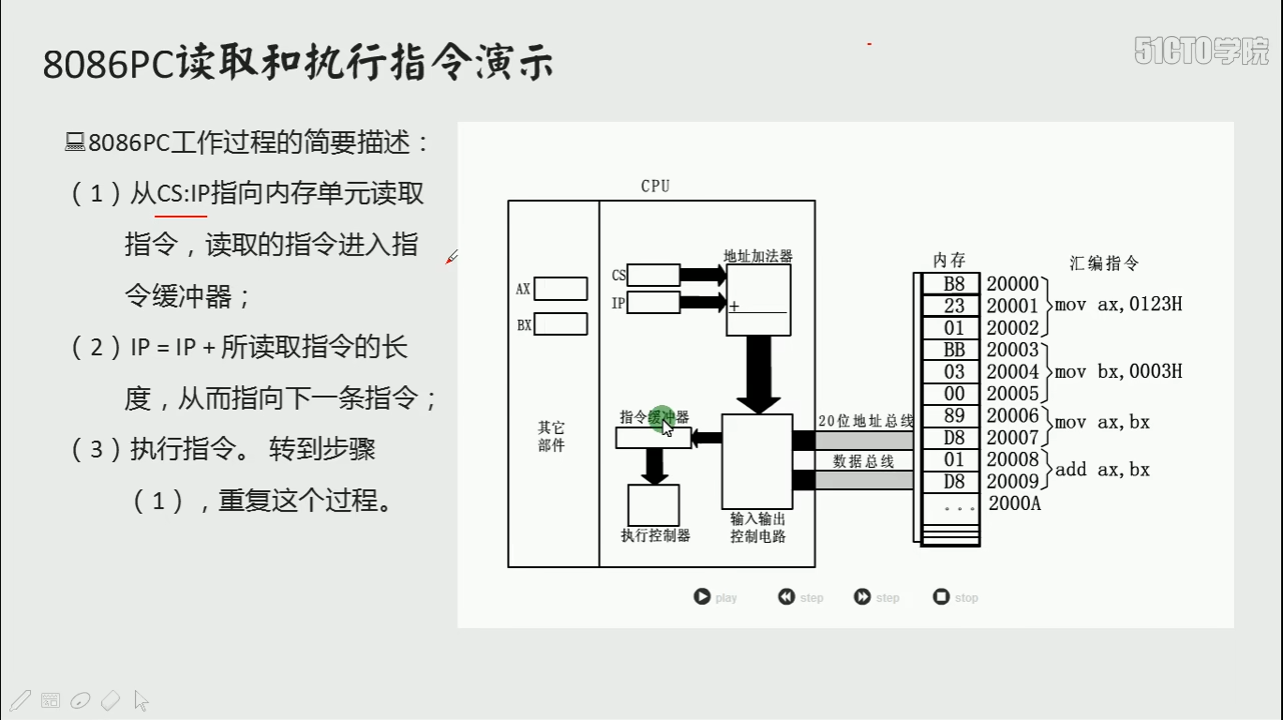 8086PC读取和执行指令演示
51CTO学院
8086PC工作过程的简要描述：
（1）从CS:IP指向内存单元读取
指令，读取的指令进入指
令缓冲器；
（2）IP = IP + 所读取指令的长
度，从而指向下一条指令；
（3）执行指令。 转到步骤
（1），重复这个过程。
CPU
AX
BX
其它
部件
CS
IP
地址加法器
+
指令缓冲器
执行控制器
输入输出
控制电路
20位地址总线
数据总线
内存
汇编指令
B8 20000
23 20001 mov ax,0123H
01 20002
BB 20003
03 20004 mov bx,0003H
00 20005
89 20006 mov ax,bx
D8 20007
01 20008 add ax,bx
D8 20009
... 2000A
play step step stop